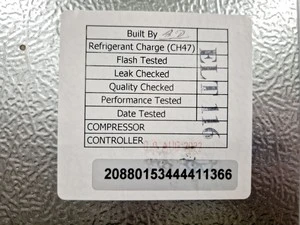 Built By
Refrigerant Charge (CH47)
Flash Tested
Leak Checked
Quality Checked
Performance Tested
Date Tested
COMPRESSOR
CONTROLLER
20880153444411366